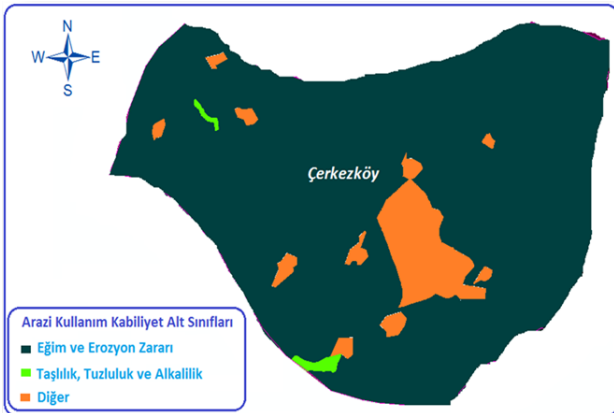 N
W E
S
Çerkezköy
Arazi Kullanım Kabiliyet Alt Sınıfları
Eğim ve Erozyon Zararı
Taşlılık, Tuzluluk ve Alkalilik
Diğer